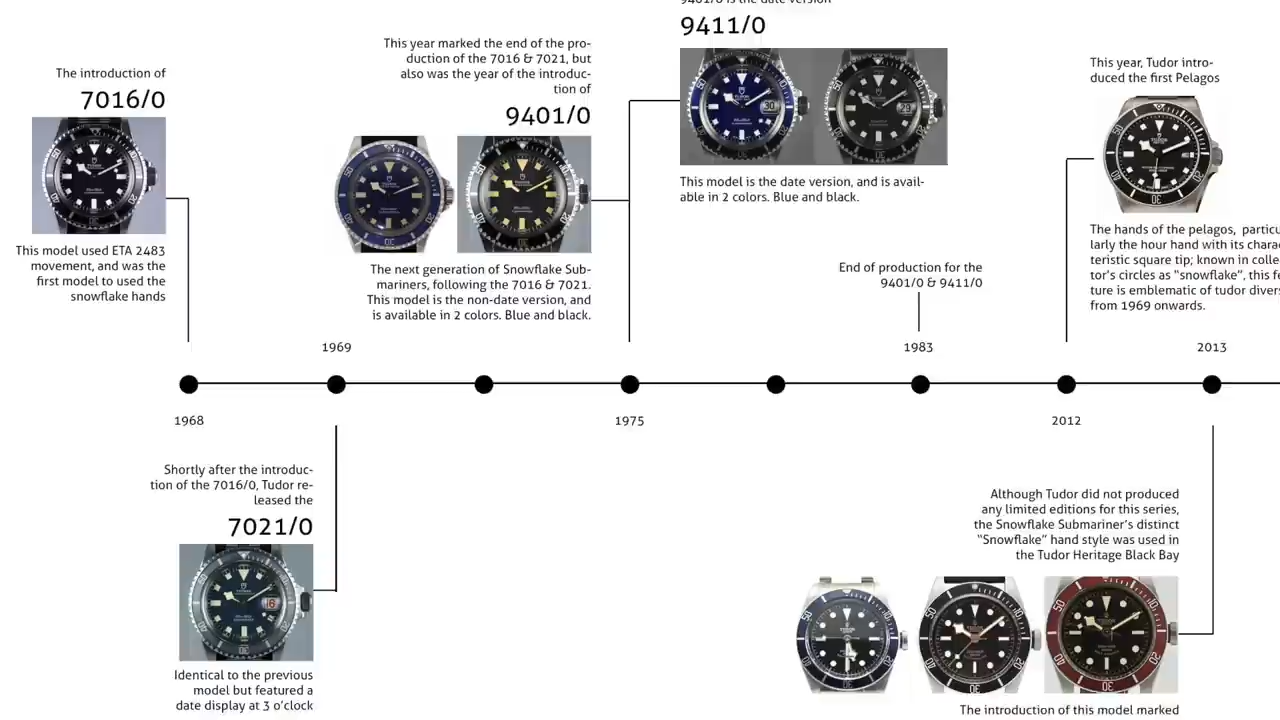 9401/0 is the date version
9411/0
This year marked the end of the pro-
duction of the 7016 & 7021, but
also was the year of the introduc-
tion of
9401/0
The introduction of
7016/0
This year, Tudor intro-
duced the first Pelagos
This model used ETA 2483
movement, and was the
first model to used the
snowflake hands
The next generation of Snowflake Sub-
mariners, following the 7016 & 7021.
This model is the non-date version, and
is available in 2 colors. Blue and black.
This model is the date version, and is avail-
able in 2 colors. Blue and black.
End of production for the
9401/0 & 9411/0
The hands of the pelagos, particu
larly the hour hand with its charac
teristic square tip; known in colle
tor's circles as "snowflake", this fe
ture is emblematic of tudor divers
from 1969 onwards.
1969
1983
2013
1968
1975
2012
Shortly after the introduc-
tion of the 7016/0, Tudor re-
leased the
7021/0
Identical to the previous
model but featured a
date display at 3 o'clock
Although Tudor did not produced
any limited editions for this series,
the Snowflake Submariner's distinct
"Snowflake" hand style was used in
the Tudor Heritage Black Bay
The introduction of this model marked